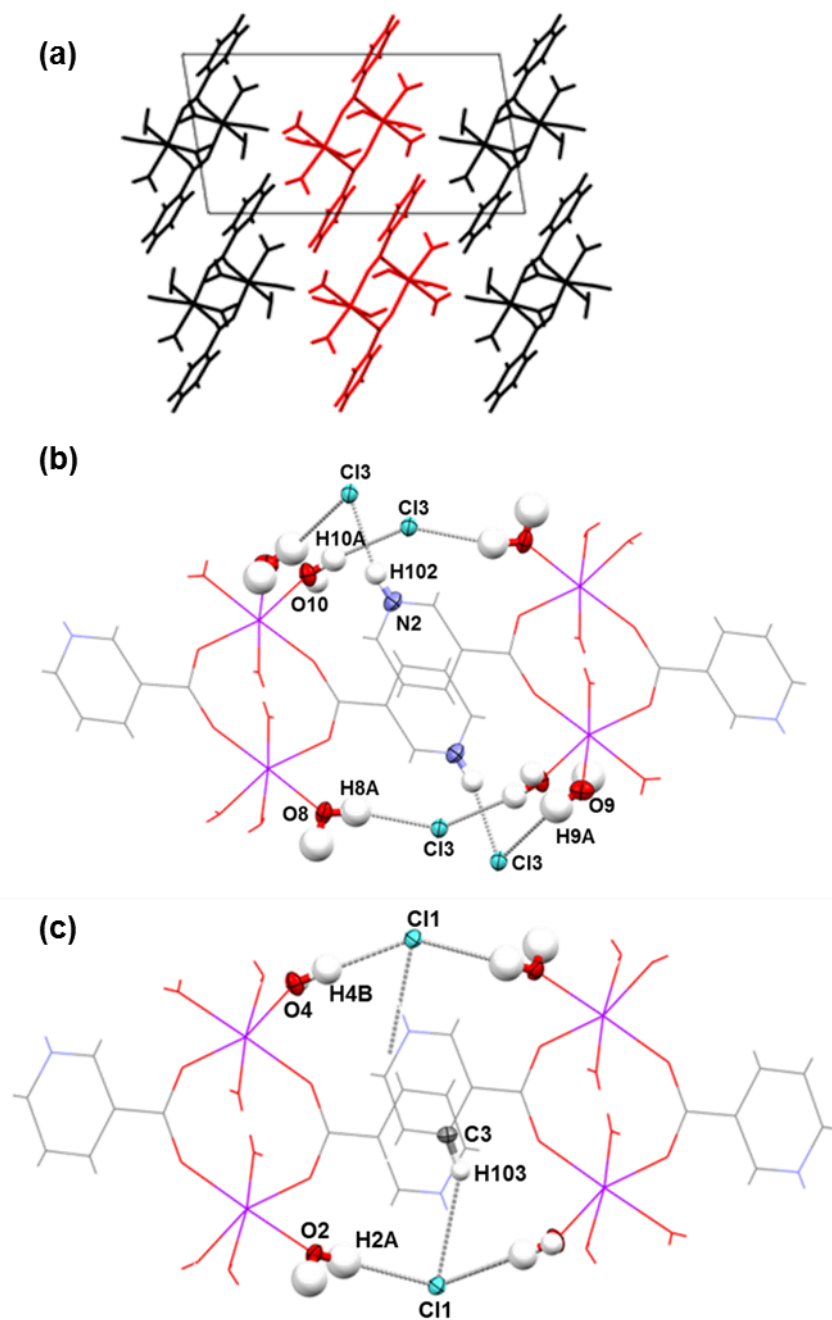 (a)
(b)
Cl3
Cl3
H10A
H102
O10
N2
H8A
O8
O9
Cl3
H9A
Cl3
(c)
Cl1
H4B
O4
C3
H103
O2
H2A
Cl1